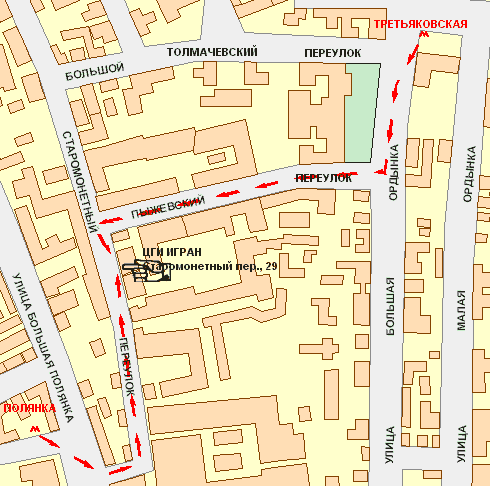 ТРЕТЬЯКОВСКАЯ
М
ТОЛМАЧЕВСКИЙ
ПЕРЕУЛОК
БОЛЬШОЙ
СТАРОМОНЕТНЫЙ
ОРДЫНКА
ОРДЫНКА
ПЕРЕУЛОК
ПЫЖЕВСКИЙ
ЦГИ ИГРАН
Старомонетный пер., 29
УЛИЦА БОЛЬШАЯ ПОЛЯНКА
БОЛЬШАЯ
МАЛАЯ
ПЕРЕУЛОК
ПОЛЯНКА
М
УЛИЦА
УЛИЦА